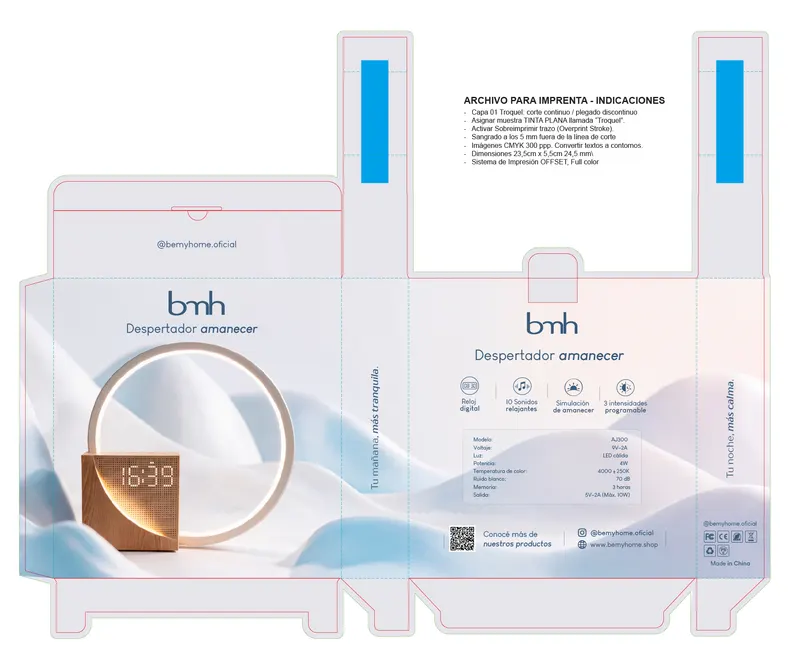 ARCHIVO PARA IMPRENTA - INDICACIONES
- Capa 01 Troquel: corte continuo / plegado discontinuo
- Asignar muestra TINTA PLANA llamada "Troquel".
- Activar Sobreimprimir trazo (Overprint Stroke).
- Sangrado a los 5 mm fuera de la línea de corte
- Imágenes CMYK 300 ppp. Convertir textos a contornos.
- Dimensiones 23,5cm x 5,5cm 24,5 mm\
- Sistema de Impresión OFFSET, Full color
@bemyhome.oficial
bmh
Despertador amanecer
16:39
Tu mañana, más tranquila.
bmh
Despertador amanecer
Reloj
digital
10 Sonidos
relajantes
Simulación
de amanecer
3 intensidades
programable
Modelo: AJ300
Voltaje: 9V-2A
Luz: LED cálida
Potencia: 4W
Temperatura de color: 4000 ± 250K
Ruido blanco: 70 dB
Memoria: 3 horas
Salida: 5V-2A (Máx. 10W)
Conocé más de
nuestros productos
@bemyhome.oficial
www.bemyhome.shop
Tu noche, más calma.
@bemyhome.oficial
FC CE
Made in China